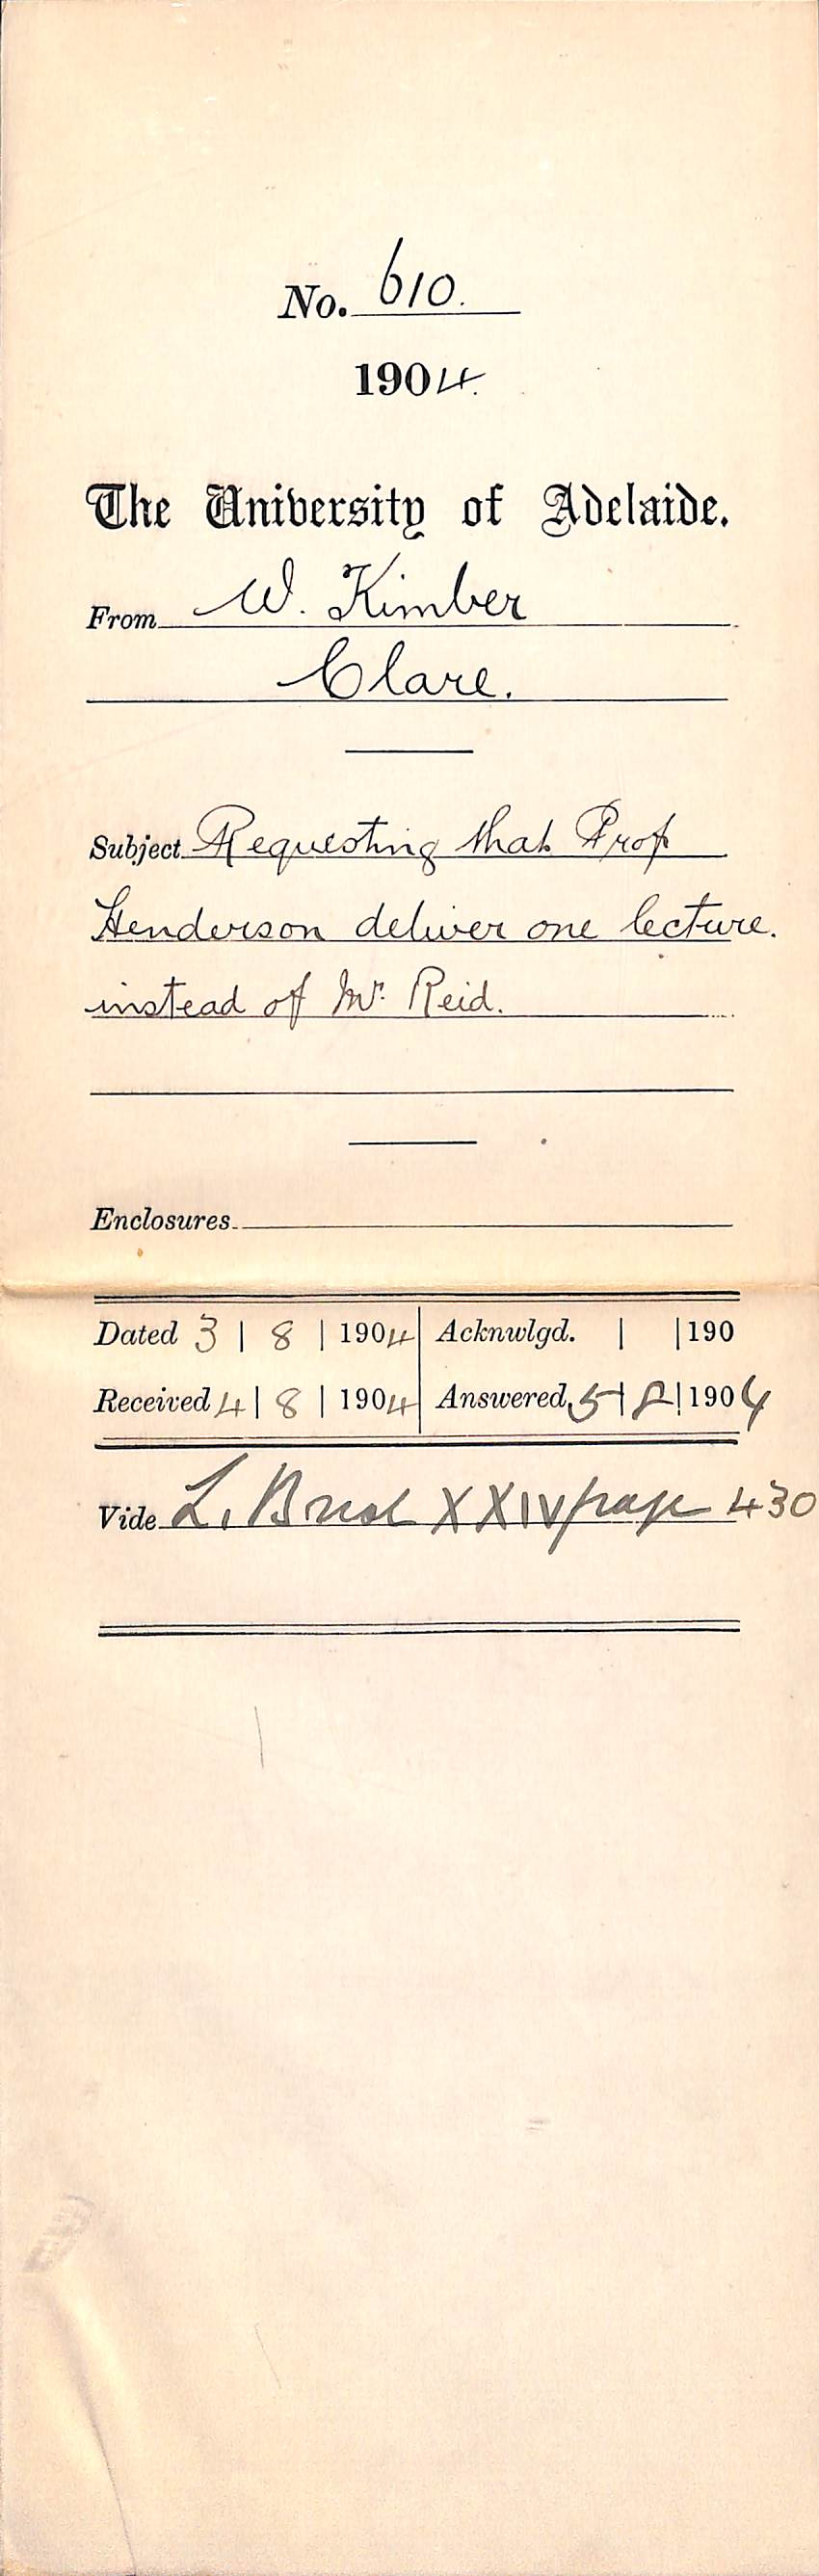 No. 610.
1904.
The University of Adelaide.
From W. Kimber
Clare.
Subject Requesting that Prof
Henderson deliver one lecture.
instead of Mr. Reid.
Enclosures
Dated 3 | 8 | 1904 Acknwlgd. | | 190
Received 4 | 8 | 1904 Answered 5 | 8 | 1904
Vide L. Book XXIV page 430